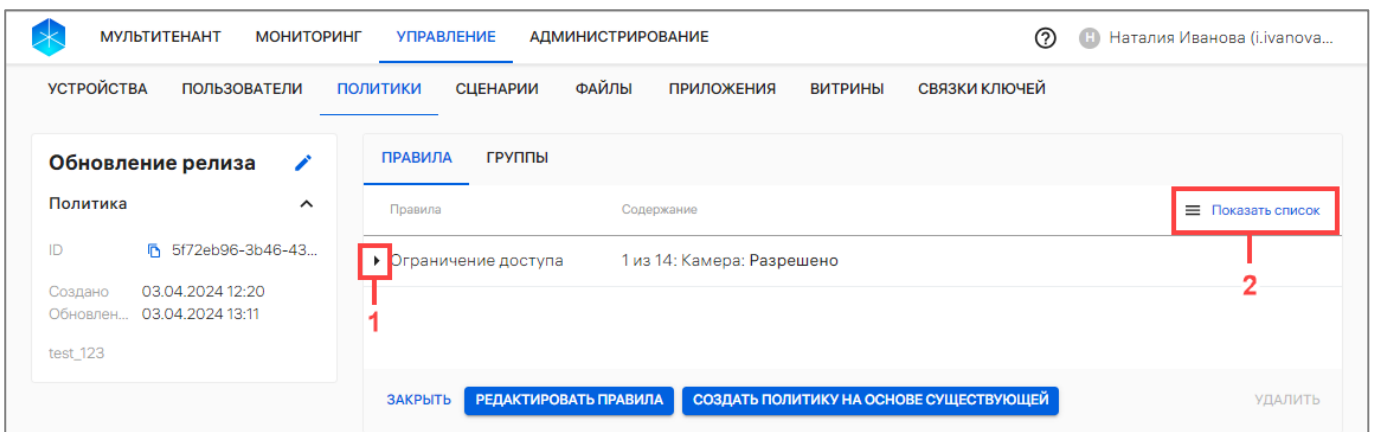 МУЛЬТИТЕНАНТ МОНИТОРИНГ УПРАВЛЕНИЕ АДМИНИСТРИРОВАНИЕ ? Н Наталия Иванова (i.ivanova...
УСТРОЙСТВА ПОЛЬЗОВАТЕЛИ ПОЛИТИКИ СЦЕНАРИИ ФАЙЛЫ ПРИЛОЖЕНИЯ ВИТРИНЫ СВЯЗКИ КЛЮЧЕЙ
Обновление релиза
Политика
ID 5f72eb96-3b46-43...
Создано 03.04.2024 12:20
Обновлен... 03.04.2024 13:11
test_123
ПРАВИЛА ГРУППЫ
Правила Содержание Показать список
Ограничение доступа 1 из 14: Камера: Разрешено
1
2
ЗАКРЫТЬ РЕДАКТИРОВАТЬ ПРАВИЛА СОЗДАТЬ ПОЛИТИКУ НА ОСНОВЕ СУЩЕСТВУЮЩЕЙ УДАЛИТЬ